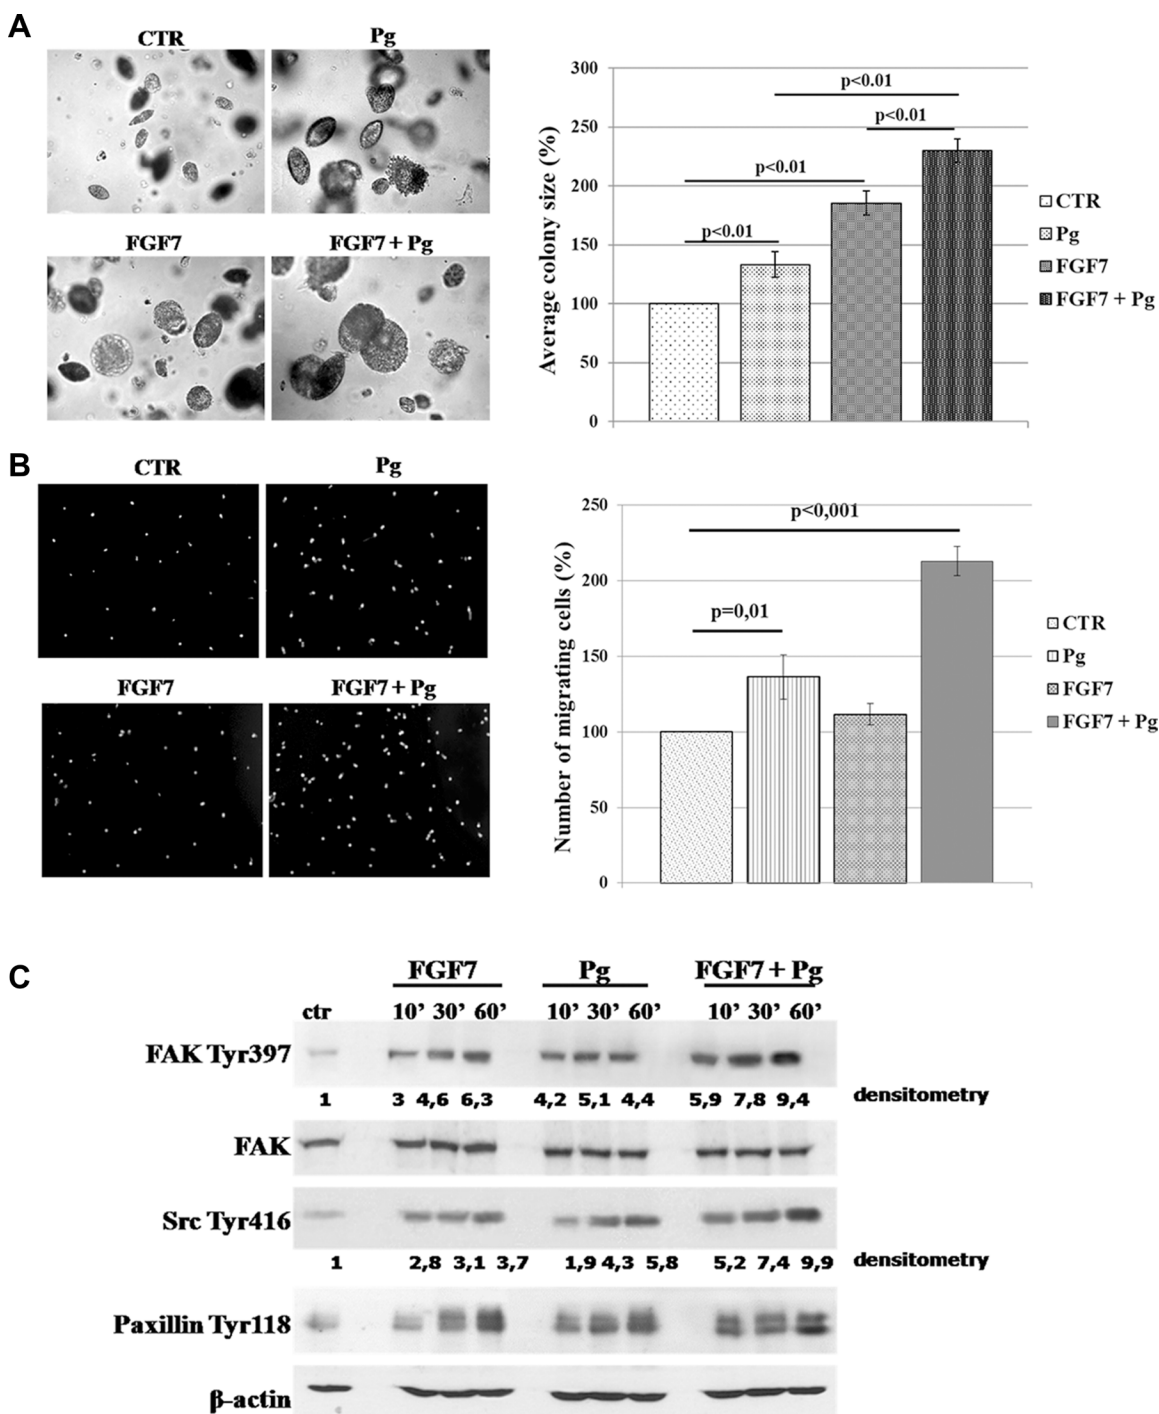 A
CTR
Pg
FGF7
FGF7 + Pg
Average colony size (%)
300
250
200
150
100
50
0
p<0.01
p<0.01
p<0.01
p<0.01
CTR
Pg
FGF7
FGF7 + Pg
B
CTR
Pg
FGF7
FGF7 + Pg
Number of migrating cells (%)
250
200
150
100
50
0
p<0,001
p=0,01
CTR
Pg
FGF7
FGF7 + Pg
C
FGF7 Pg FGF7 + Pg
ctr 10’ 30’ 60’ 10’ 30’ 60’ 10’ 30’ 60’
FAK Tyr397
1 3 4,6 6,3 4,2 5,1 4,4 5,9 7,8 9,4 densitometry
FAK
Src Tyr416
1 2,8 3,1 3,7 1,9 4,3 5,8 5,2 7,4 9,9 densitometry
Paxillin Tyr118
β-actin